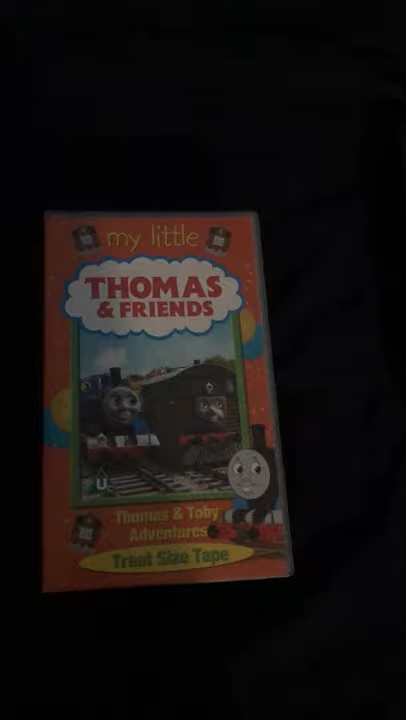 my little
THOMAS
& FRIENDS
U
Thomas & Toby
Adventures
Treat Size Tape